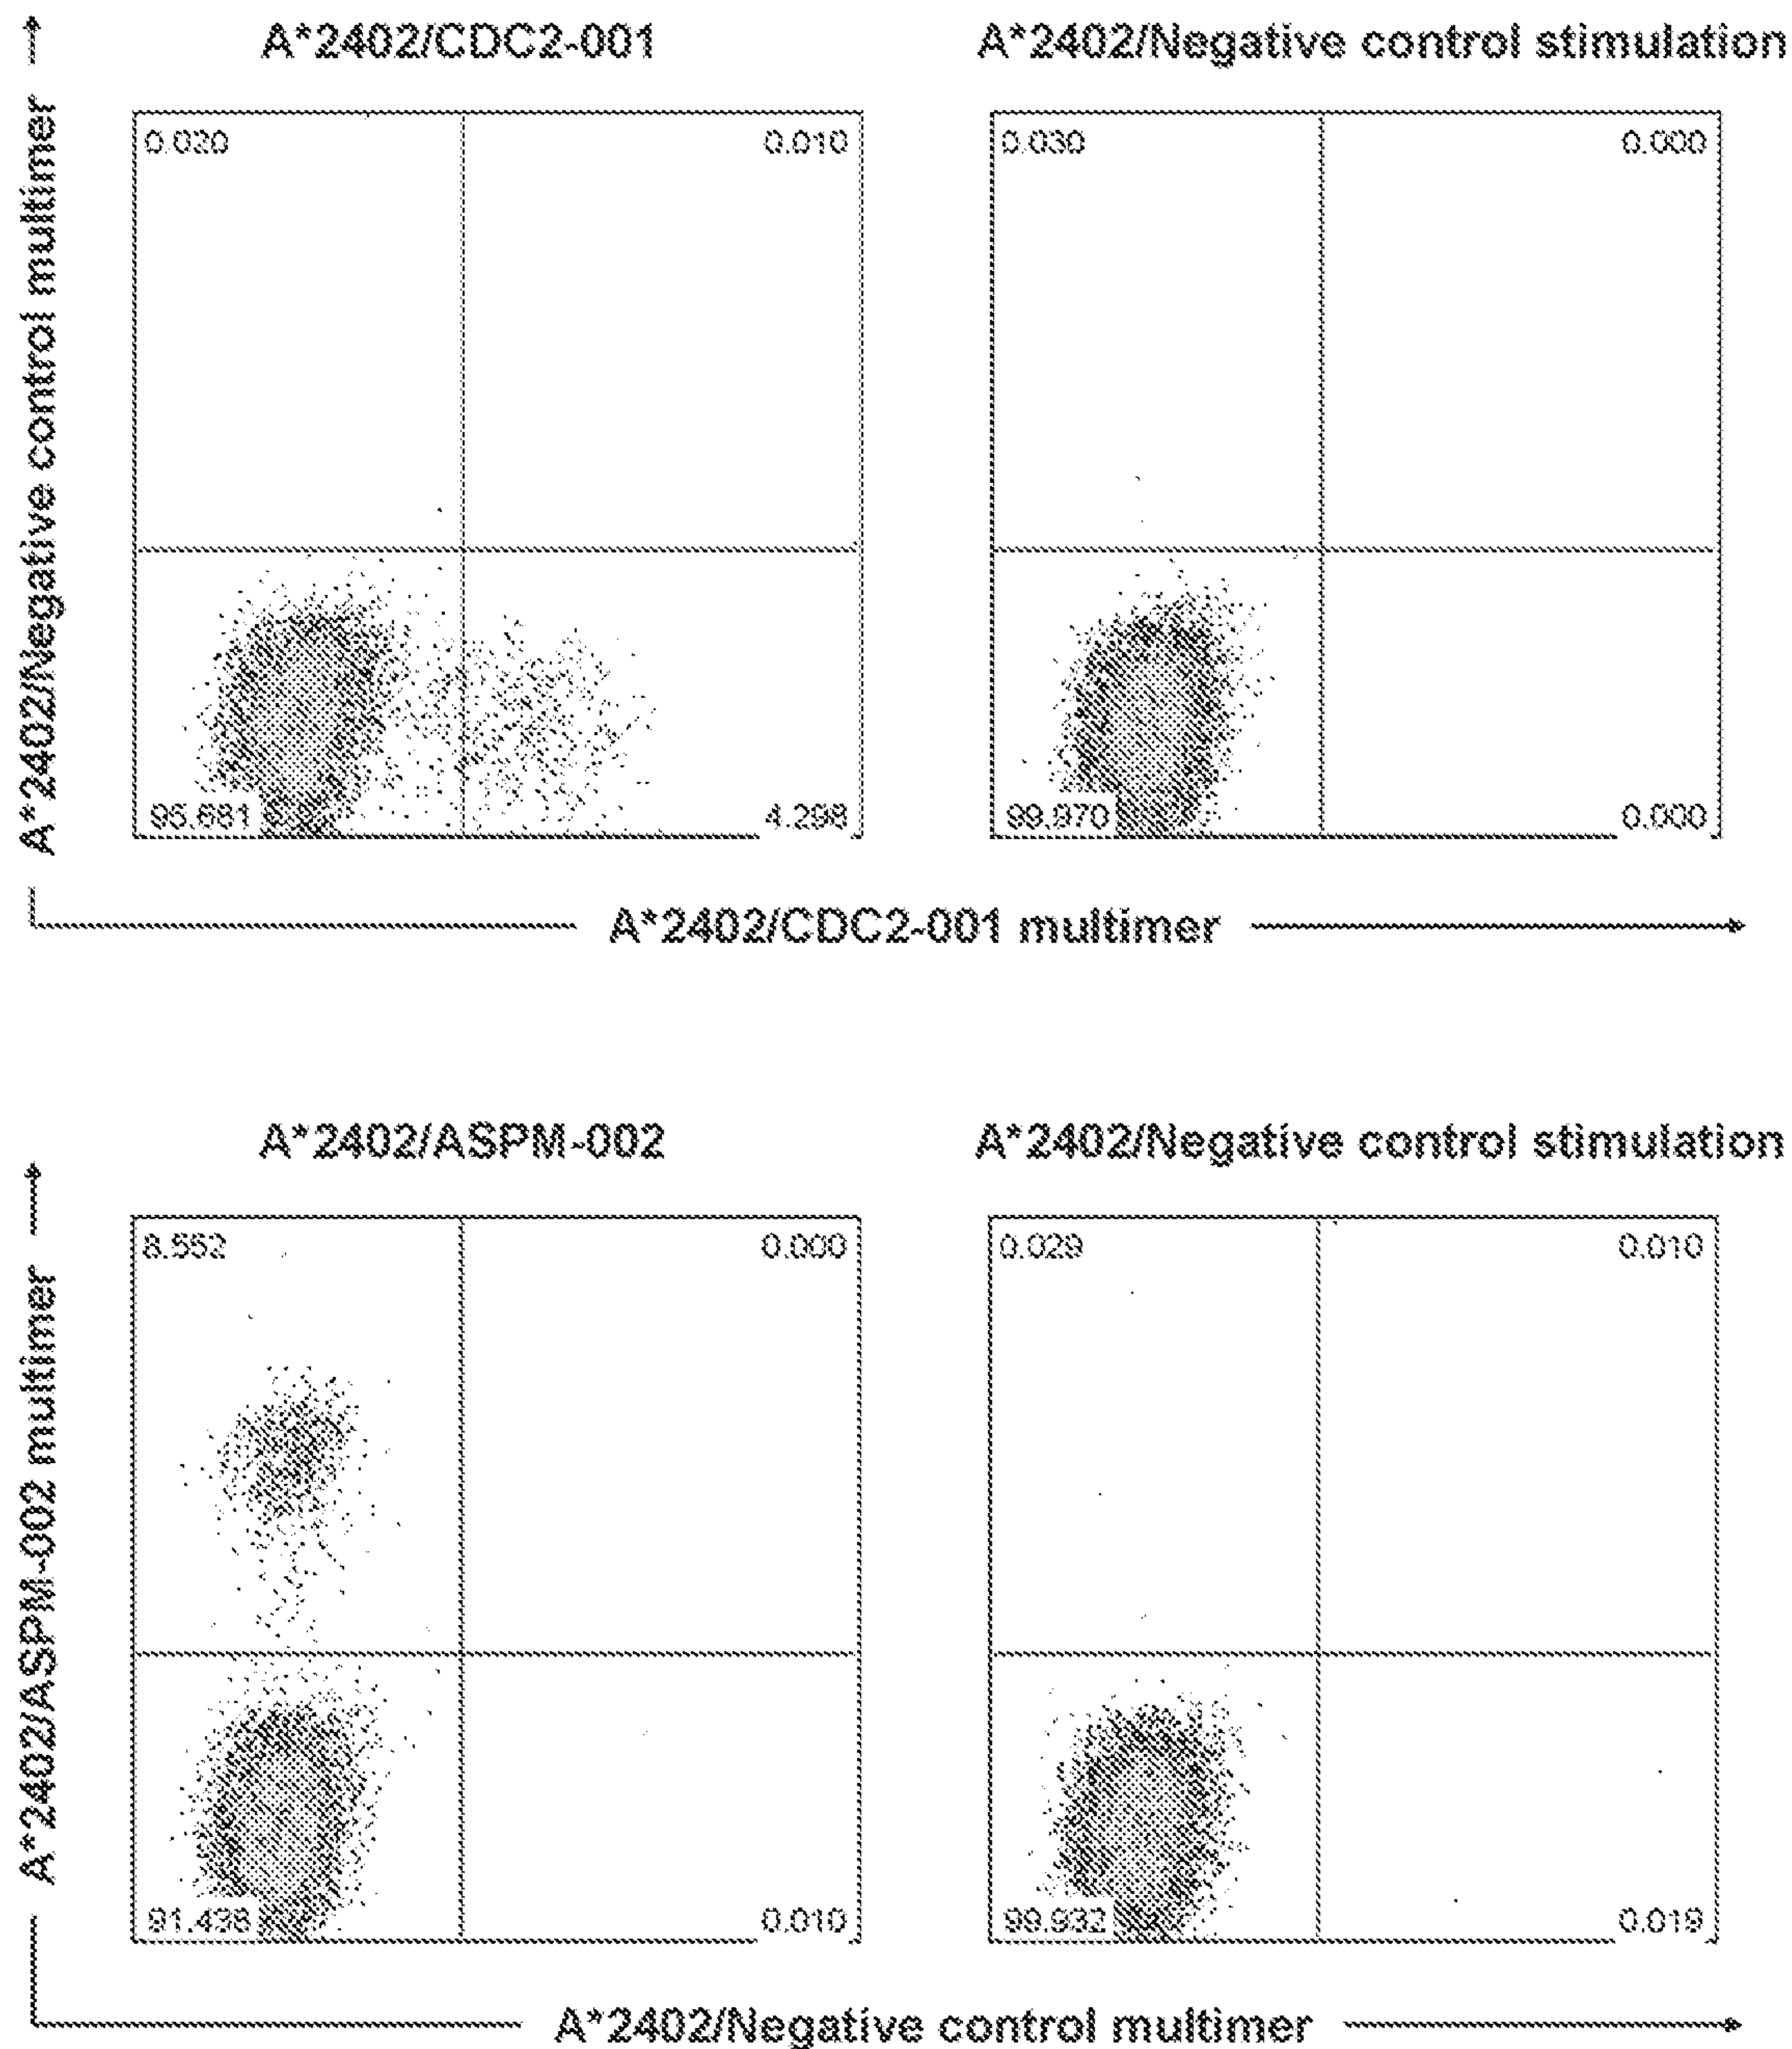 A*2402/CDC2-001
A*2402/Negative control stimulation
A*2402/Negative control multimer
0.020
0.010
95.681
4.298
0.030
0.000
99.970
0.000
A*2402/CDC2-001 multimer
A*2402/ASPM-002
A*2402/Negative control stimulation
A*2402/ASPM-002 multimer
8.552
0.000
91.438
0.010
0.029
0.010
99.932
0.019
A*2402/Negative control multimer